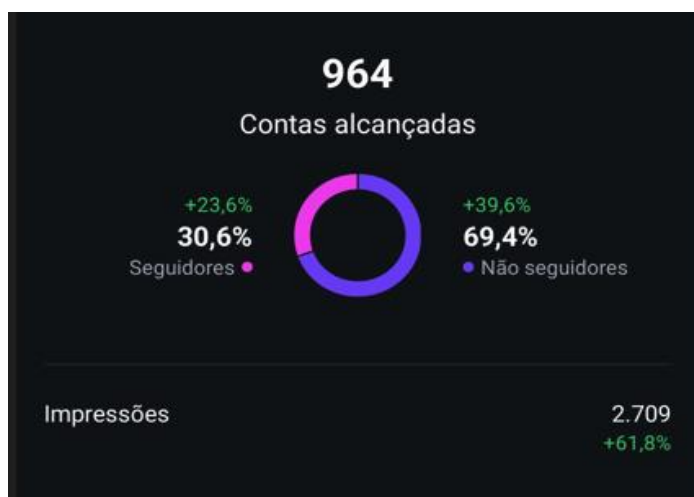 964
Contas alcançadas
+23,6%
30,6%
Seguidores
+39,6%
69,4%
Não seguidores
Impressões
2.709
+61,8%